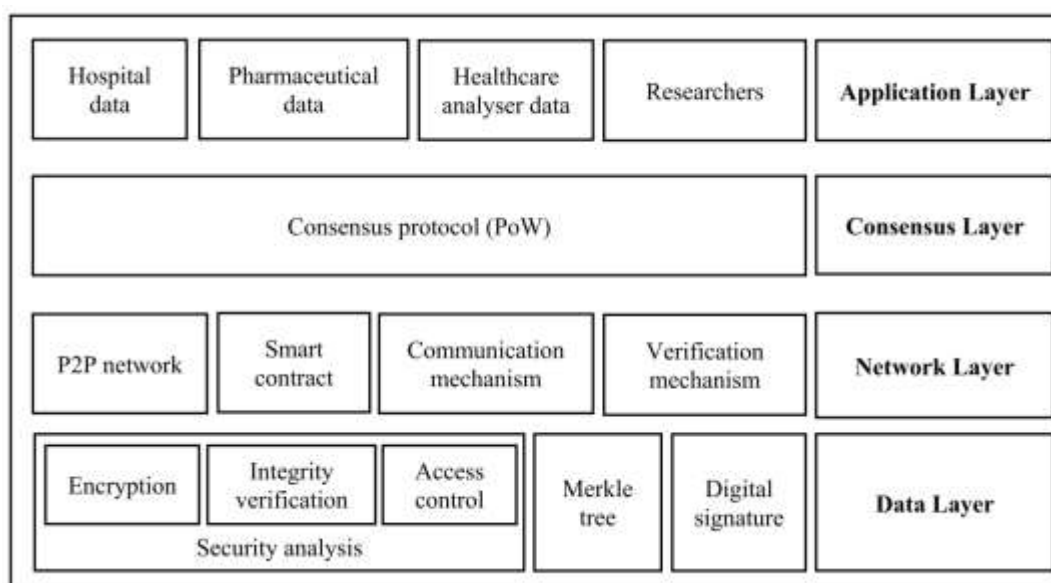 Hospital
data
Pharmaceutical
data
Healthcare
analyser data
Researchers
Application Layer
Consensus protocol (PoW)
Consensus Layer
P2P network
Smart
contract
Communication
mechanism
Verification
mechanism
Network Layer
Encryption
Integrity
verification
Access
control
Security analysis
Merkle
tree
Digital
signature
Data Layer